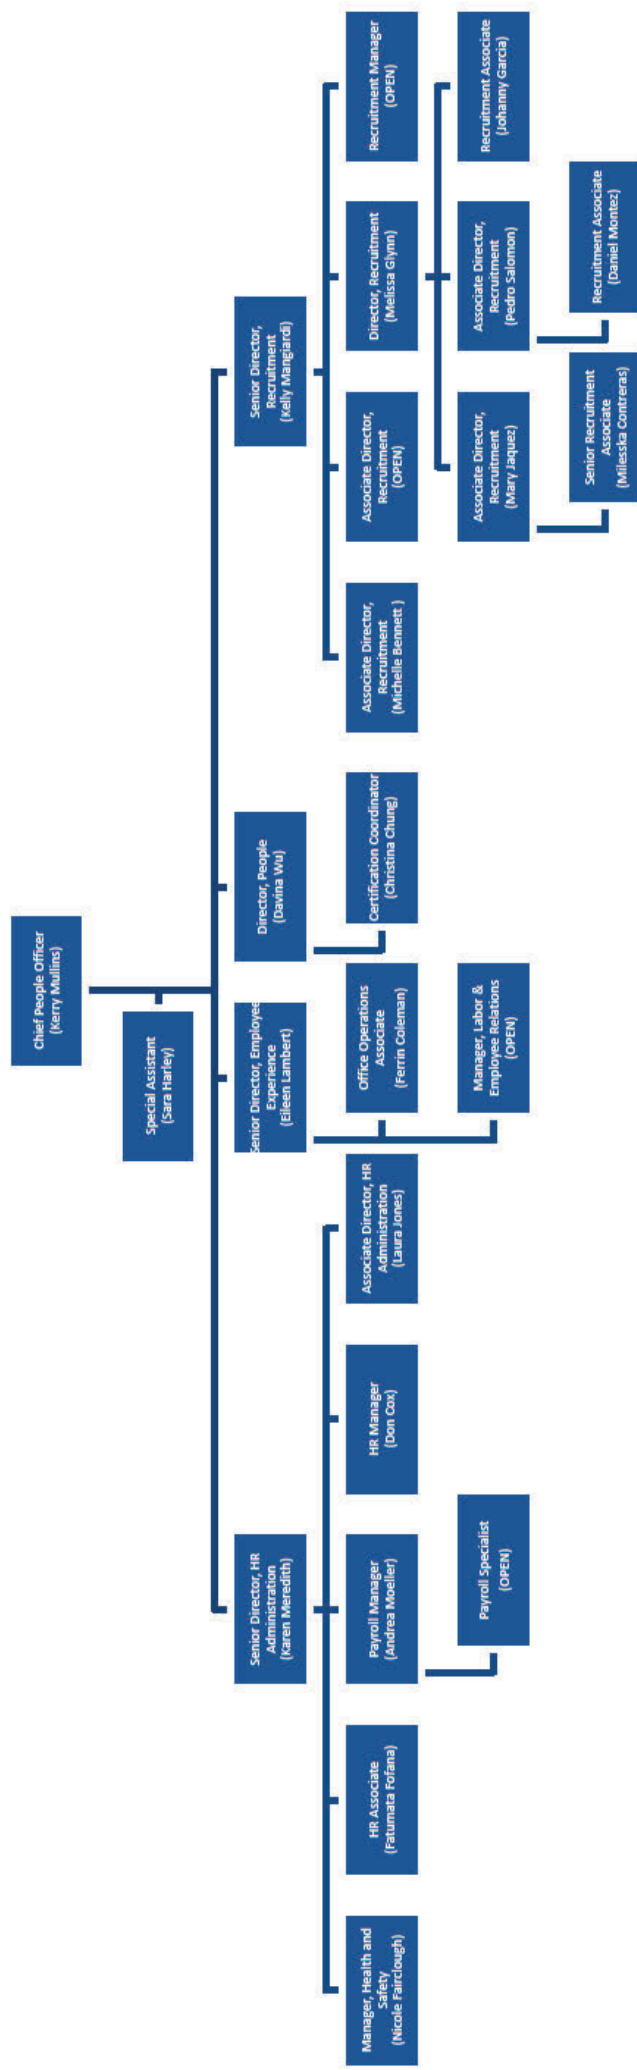 Chief People Officer
(Kerry Mullins)
Special Assistant
(Sara Harley)
Senior Director, HR
Administration
(Karen Meredith)
Senior Director, Employee
Experience
(Eileen Lambert)
Director, People
(Davina Wu)
Senior Director,
Recruitment
(Kelly Mangiardi)
Manager, Health and
Safety
(Nicole Fairclough)
HR Associate
(Fatumata Fofana)
Payroll Manager
(Andrea Moeller)
HR Manager
(Don Cox)
Associate Director, HR
Administration
(Laura Jones)
Office Operations
Associate
(Ferrin Coleman)
Certification Coordinator
(Christina Chung)
Associate Director,
Recruitment
(Michelle Bennett )
Associate Director,
Recruitment
(OPEN)
Director, Recruitment
(Melissa Glynn)
Recruitment Manager
(OPEN)
Payroll Specialist
(OPEN)
Manager, Labor &
Employee Relations
(OPEN)
Associate Director,
Recruitment
(Mary Jaquez)
Associate Director,
Recruitment
(Pedro Salomon)
Recruitment Associate
(Johanny Garcia)
Senior Recruitment
Associate
(Milesska Contreras)
Recruitment Associate
(Daniel Montez)